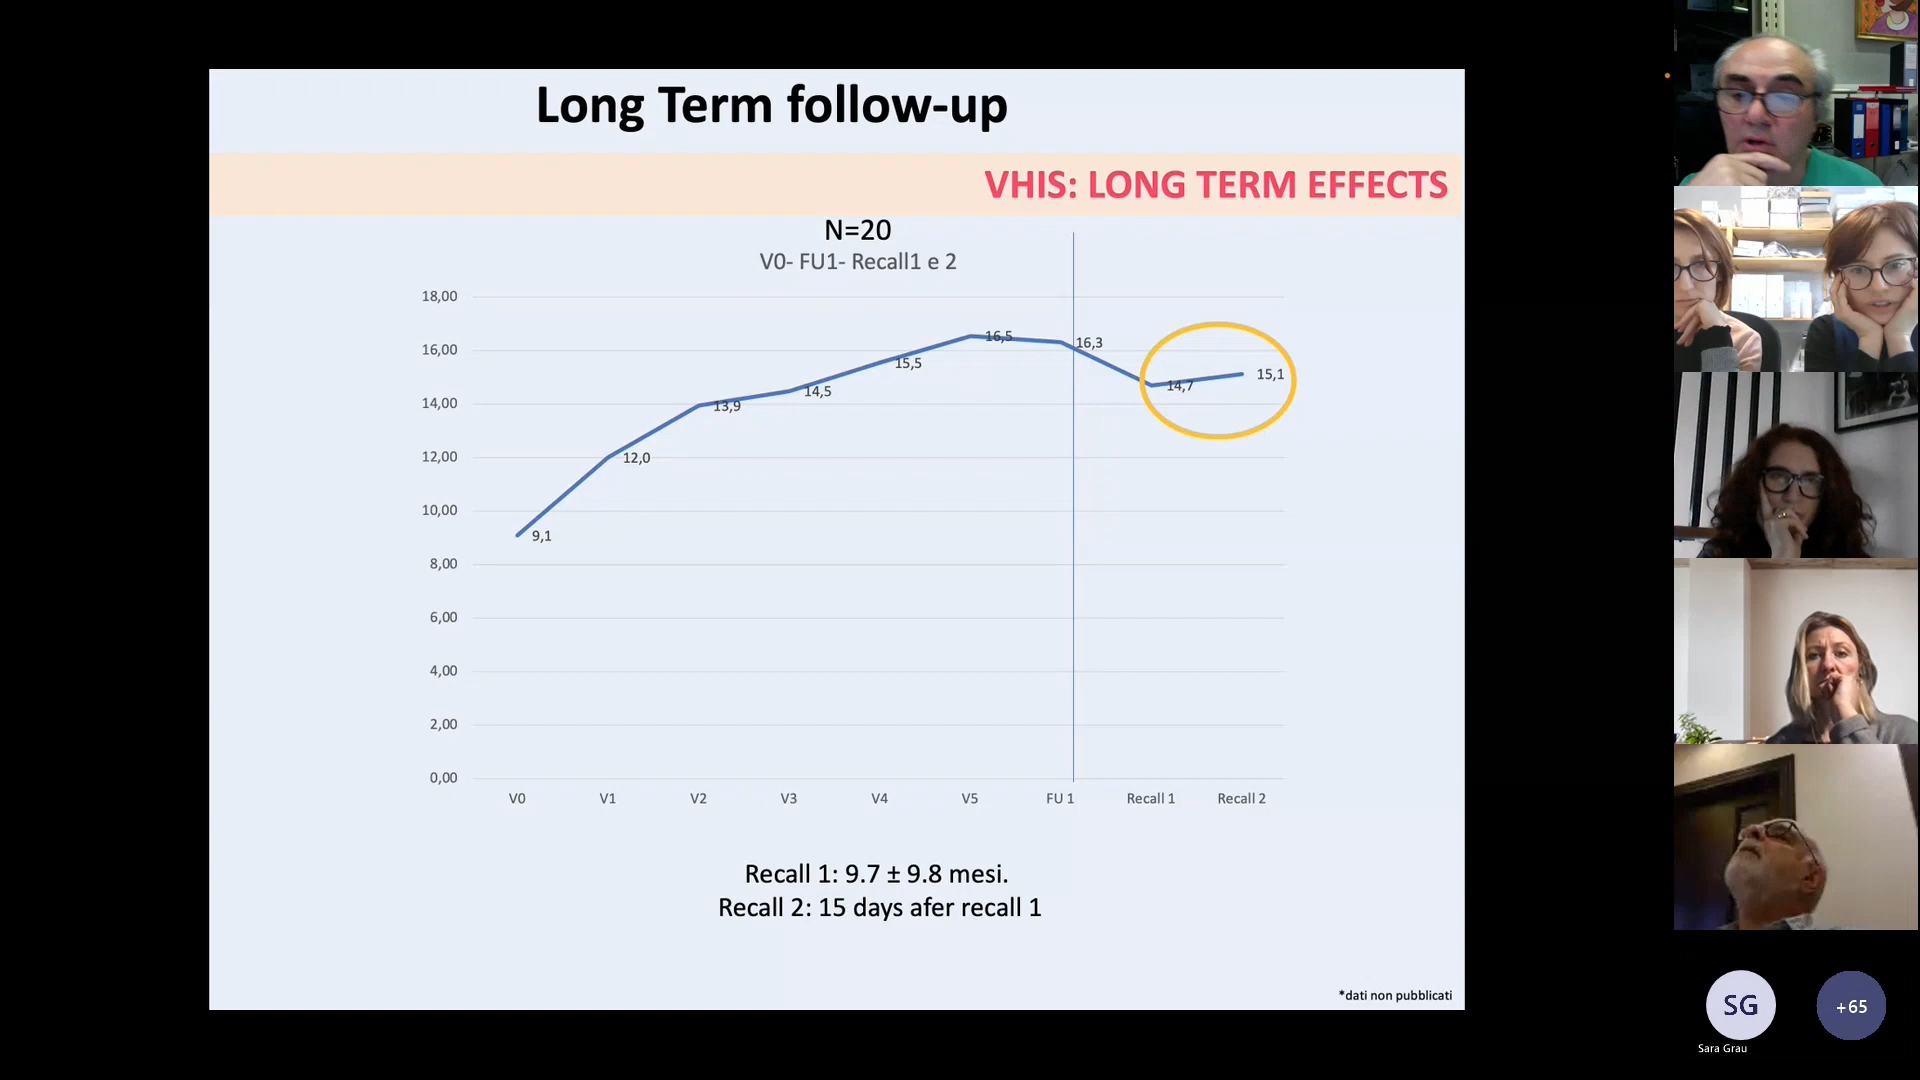 Long Term follow-up
VHIS: LONG TERM EFFECTS
N=20
V0- FU1- Recall1 e 2
18,00
16,00
14,00
12,00
10,00
8,00
6,00
4,00
2,00
0,00
9,1
12,0
13,9
14,5
15,5
16,5
16,3
14,7
15,1
V0 V1 V2 V3 V4 V5 FU 1 Recall 1 Recall 2
Recall 1: 9.7 ± 9.8 mesi.
Recall 2: 15 days afer recall 1
*dati non pubblicati
SG
+65
Sara Grau